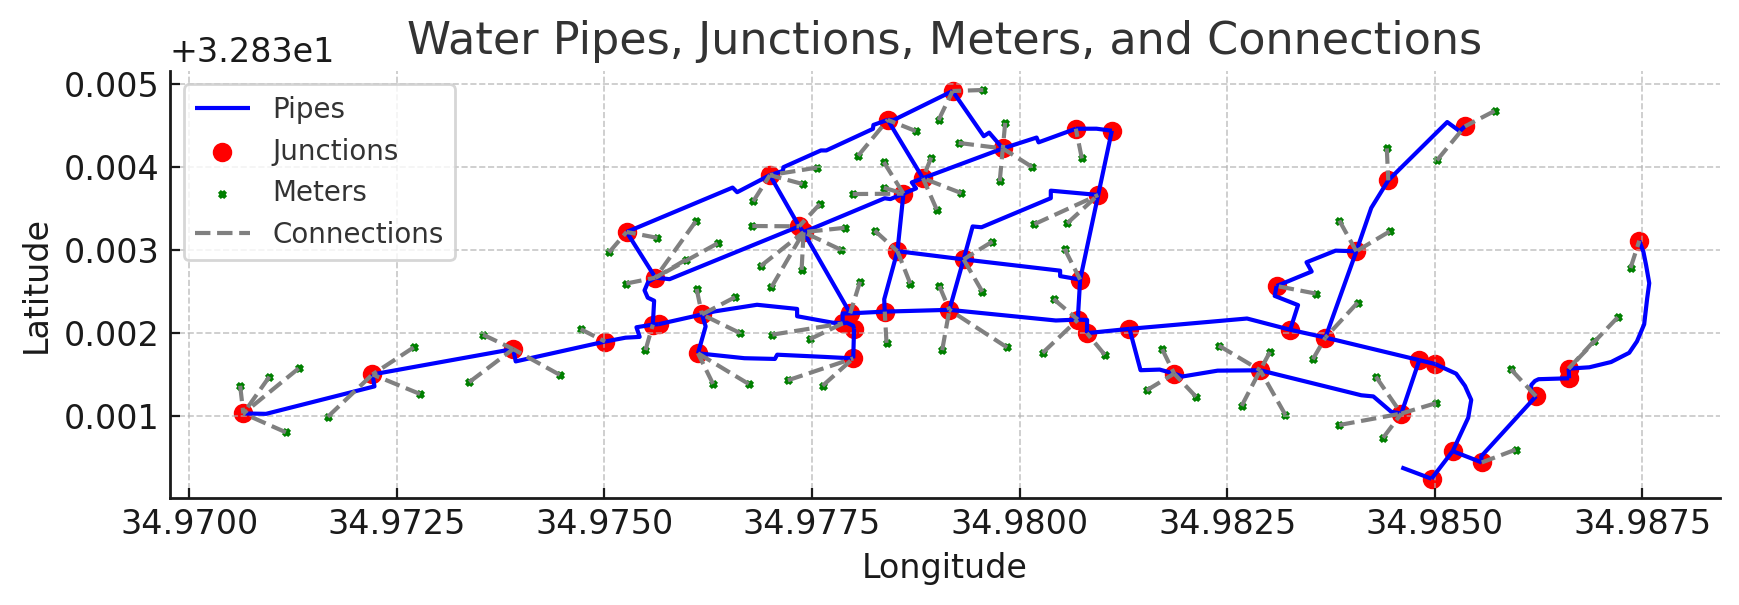 Water Pipes, Junctions, Meters, and Connections
+3.283e1
0.005
0.004
0.003
0.002
0.001
Latitude
Pipes
Junctions
Meters
Connections
34.9700 34.9725 34.9750 34.9775 34.9800 34.9825 34.9850 34.9875
Longitude